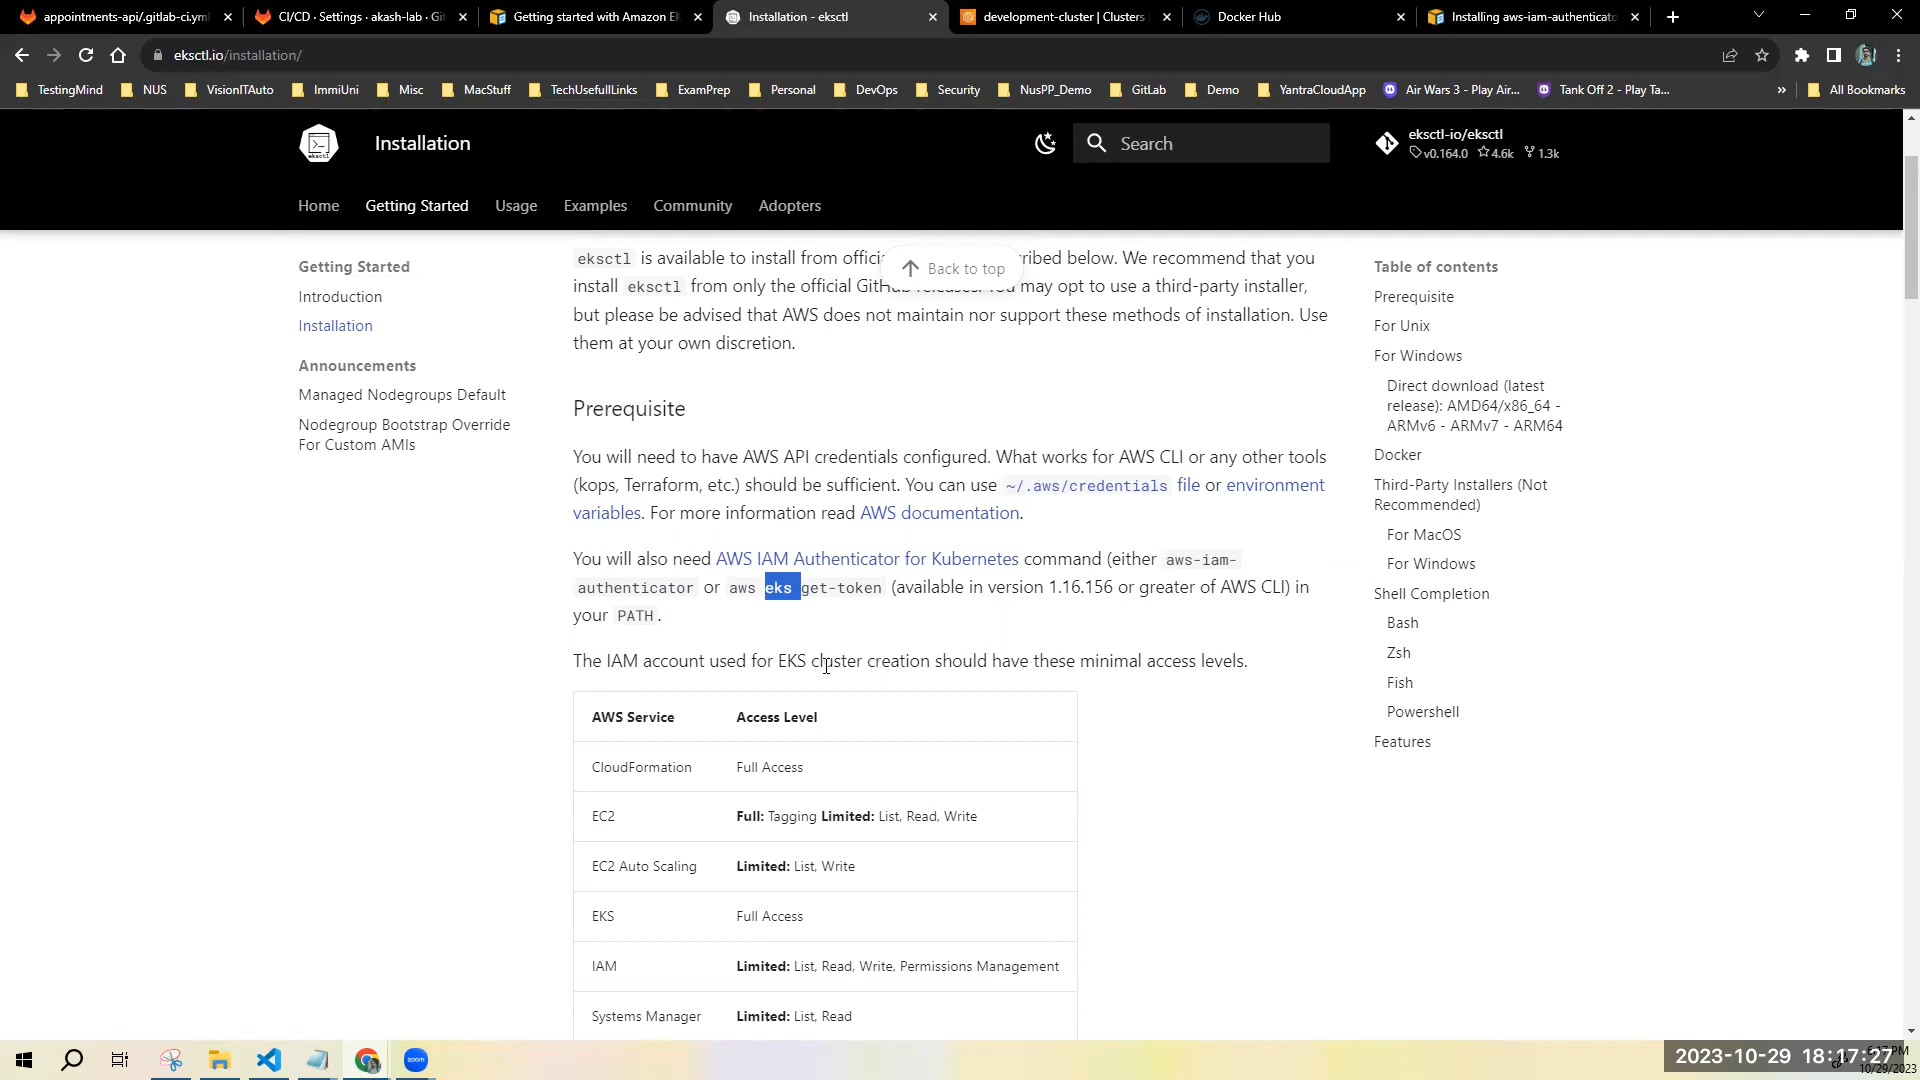 appointments-api/.gitlab-ci.yml
CI/CD · Settings · akash-lab · Git
Getting started with Amazon EK
Installation - eksctl
development-cluster | Clusters
Docker Hub
Installing aws-iam-authenticato
eksctl.io/installation/
TestingMind
NUS
VisionITAuto
ImmiUni
Misc
MacStuff
TechUsefullLinks
ExamPrep
Personal
DevOps
Security
NusPP_Demo
GitLab
Demo
YantraCloudApp
Air Wars 3 - Play Air...
Tank Off 2 - Play Ta...
»
All Bookmarks
eksctl
Installation
Search
eksctl-io/eksctl
v0.164.0 4.6k 1.3k
Home
Getting Started
Usage
Examples
Community
Adopters
Getting Started
Introduction
Installation
Announcements
Managed Nodegroups Default
Nodegroup Bootstrap Override
For Custom AMIs
Back to top
eksctl is available to install from official ribed below. We recommend that you
install eksctl from only the official GitHub releases. You may opt to use a third-party installer,
but please be advised that AWS does not maintain nor support these methods of installation. Use
them at your own discretion.
Prerequisite
You will need to have AWS API credentials configured. What works for AWS CLI or any other tools
(kops, Terraform, etc.) should be sufficient. You can use ~/.aws/credentials file or environment
variables. For more information read AWS documentation.
You will also need AWS IAM Authenticator for Kubernetes command (either aws-iam-
authenticator or aws eks get-token (available in version 1.16.156 or greater of AWS CLI) in
your PATH.
The IAM account used for EKS cluster creation should have these minimal access levels.
AWS Service Access Level
CloudFormation Full Access
EC2 Full: Tagging Limited: List, Read, Write
EC2 Auto Scaling Limited: List, Write
EKS Full Access
IAM Limited: List, Read, Write, Permissions Management
Systems Manager Limited: List, Read
Table of contents
Prerequisite
For Unix
For Windows
Direct download (latest
release): AMD64/x86_64 -
ARMv6 - ARMv7 - ARM64
Docker
Third-Party Installers (Not
Recommended)
For MacOS
For Windows
Shell Completion
Bash
Zsh
Fish
Powershell
Features
zoom
2023-10-29 18:17:27
10/29/2023